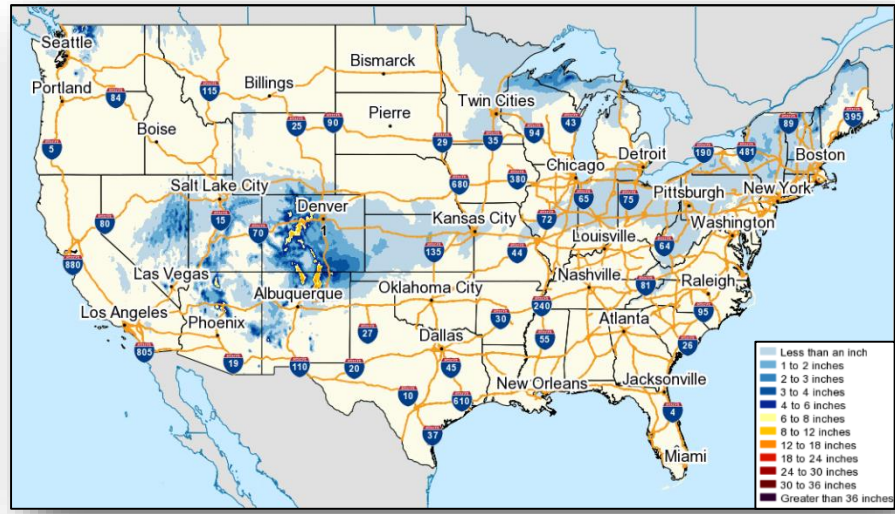 Seattle
Portland
84
115
Billings
Bismarck
Boise
5
25
90
Pierre
Twin Cities
29
35
94
43
89
395
190
481
Boston
Salt Lake City
15
80
Denver
1
70
680
380
Chicago
Detroit
65
75
Pittsburgh
New York
Washington
Kansas City
72
135
44
Louisville
64
880
Las Vegas
Los Angeles
Albuquerque
Oklahoma City
Nashville
81
Raleigh
Phoenix
27
240
30
Atlanta
95
805
19
110
20
Dallas
45
55
26
10
610
New Orleans
Jacksonville
37
4
Miami
Less than an inch
1 to 2 inches
2 to 3 inches
3 to 4 inches
4 to 6 inches
6 to 8 inches
8 to 12 inches
12 to 18 inches
18 to 24 inches
24 to 30 inches
30 to 36 inches
Greater than 36 inches